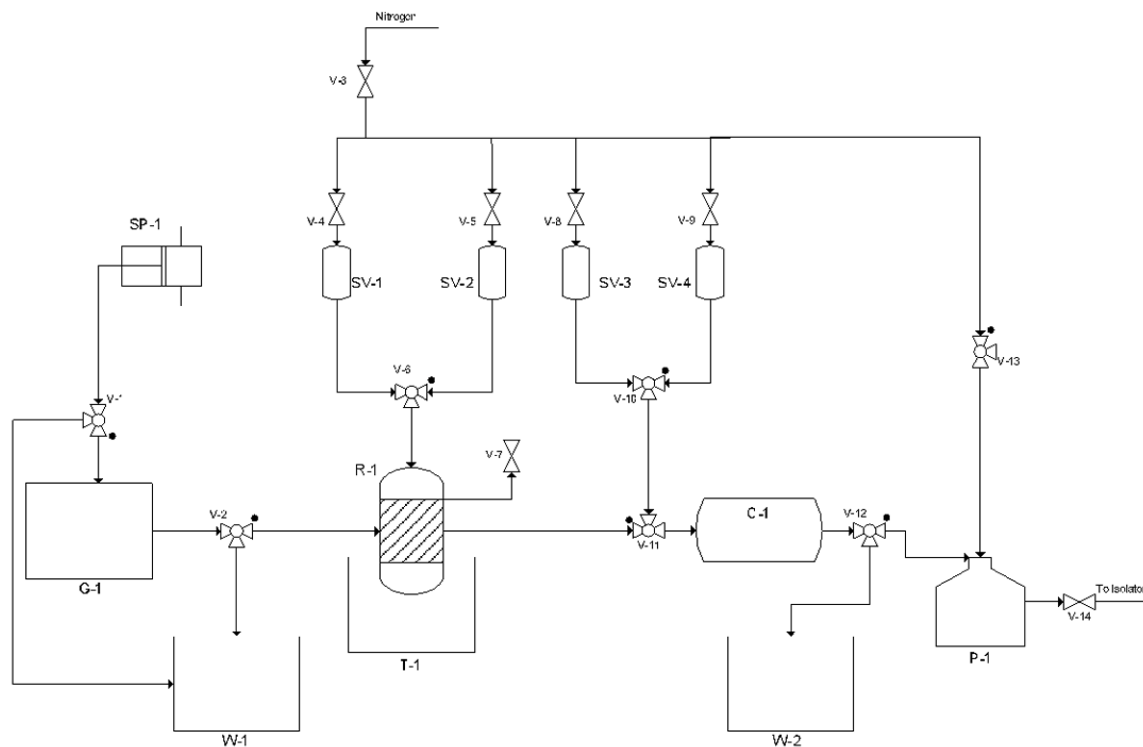 Nitrogen
V-3
V-4
V-5
V-8
V-9
SP-1
SV-1
SV-2
SV-3
SV-4
V-13
V-6
V-10
V-1
V-7
R-1
C-1
V-2
V-12
V-11
G-1
To Isolator
V-14
T-1
P-1
W-1
W-2